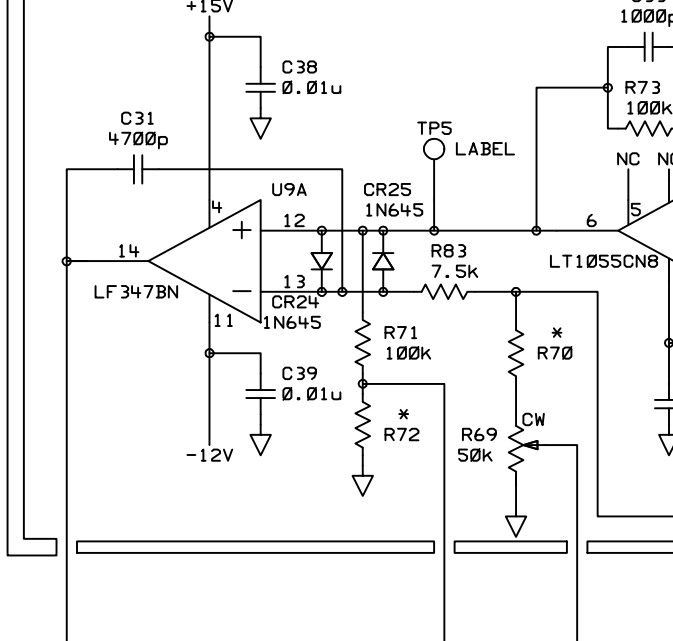 +15V
1000p
C38
0.01u
R73
100k
C31
4700p
TP5
LABEL
NC
U9A
CR25
1N645
4
5
12
6
+
14
R83
7.5k
LT1055CN8
13
−
LF347BN
CR24
1N645
11
R71
100k
*
R70
C39
0.01u
*
R72
CW
R69
50k
-12V